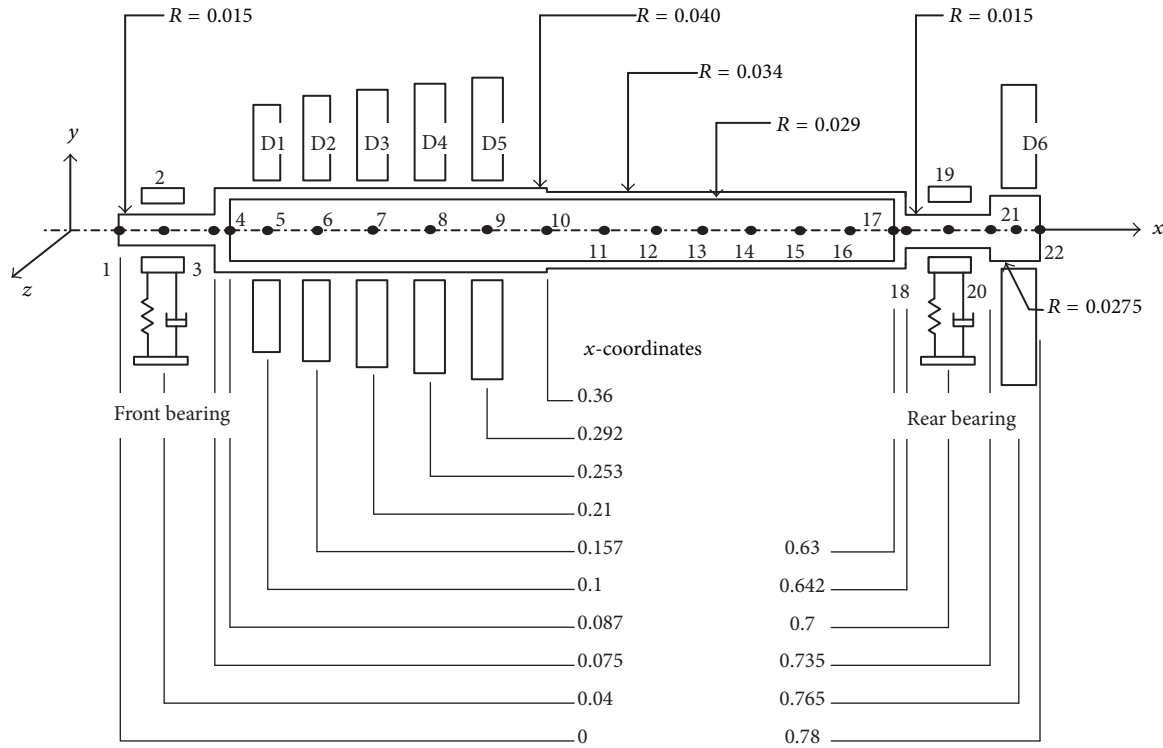 R = 0.015
R = 0.040
R = 0.015
R = 0.034
R = 0.029
y
D1
D2
D3
D4
D5
D6
2
19
4
5
6
7
8
9
10
17
21
x
11
12
13
14
15
16
1
3
z
18
20
22
R = 0.0275
x-coordinates
Front bearing
Rear bearing
0.36
0.292
0.253
0.21
0.157
0.63
0.1
0.642
0.087
0.7
0.075
0.735
0.04
0.765
0
0.78